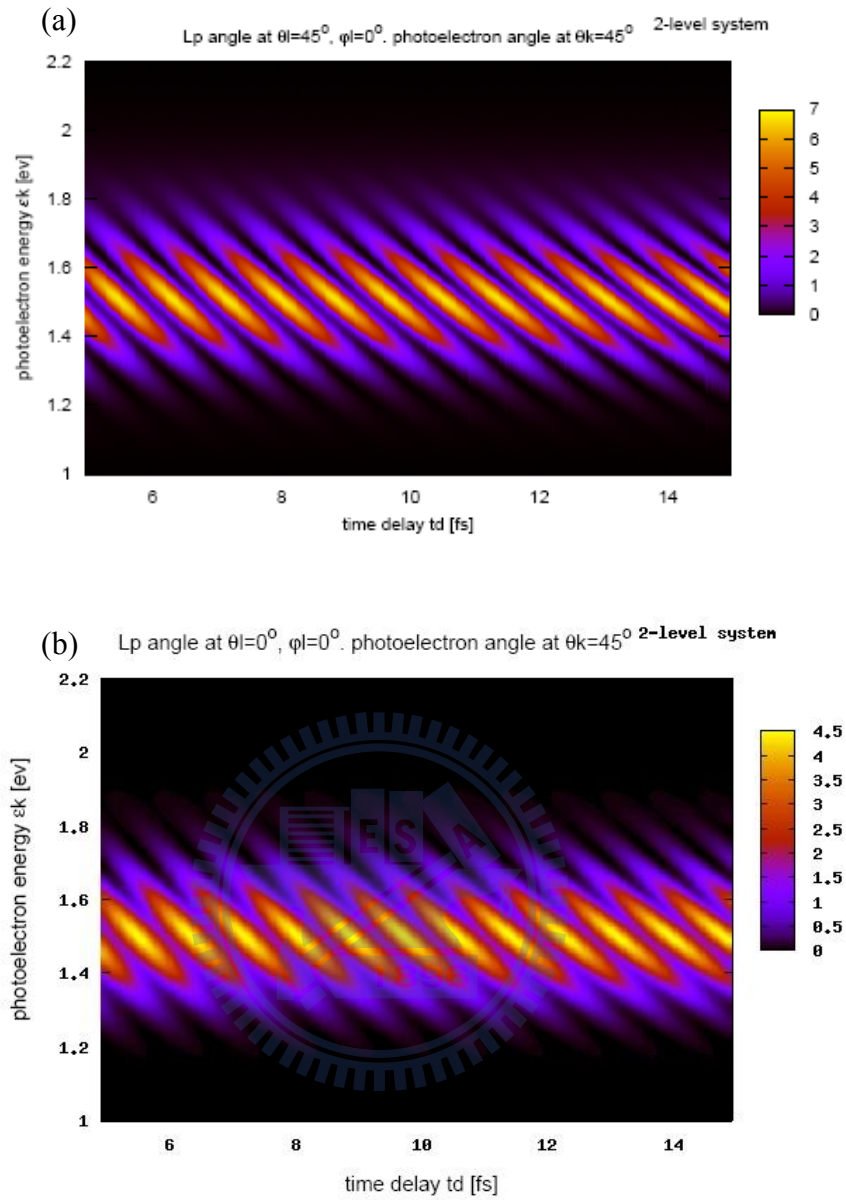 (a)
Lp angle at θl=45°, φl=0°. photoelectron angle at θk=45° 2-level system
2.2
2
1.8
1.6
1.4
1.2
1
photoelectron energy εk [ev]
6 8 10 12 14
time delay td [fs]
7
6
5
4
3
2
1
0
(b)
Lp angle at θl=0°, φl=0°. photoelectron angle at θk=45° 2-level system
2.2
2
1.8
1.6
1.4
1.2
1
photoelectron energy εk [ev]
6 8 10 12 14
time delay td [fs]
4.5
4
3.5
3
2.5
2
1.5
1
0.5
0
ES
A